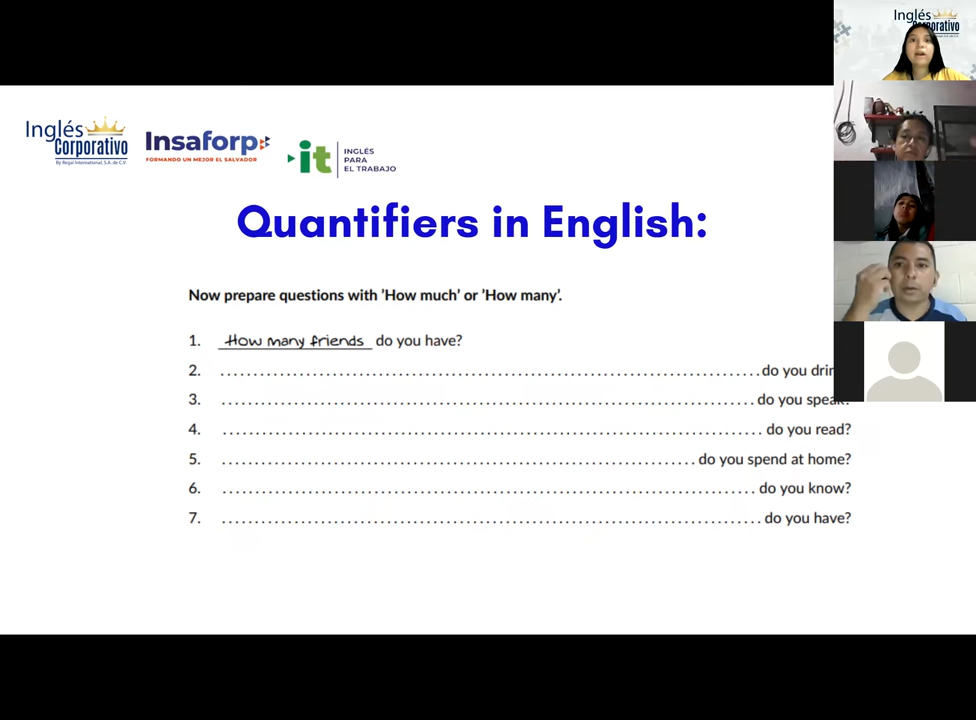 Inglés
Corporativo
By Regal International, S.A. de C.V.
Insaforp
FORMANDO UN MEJOR EL SALVADOR
it
INGLÉS
PARA
EL TRABAJO
Inglés
Corporativo
Quantifiers in English:
Now prepare questions with 'How much' or 'How many'.
1. How many friends do you have?
2. ................................................ do you drin
3. ................................................ do you speak?
4. ................................................ do you read?
5. ................................................ do you spend at home?
6. ................................................ do you know?
7. ................................................ do you have?